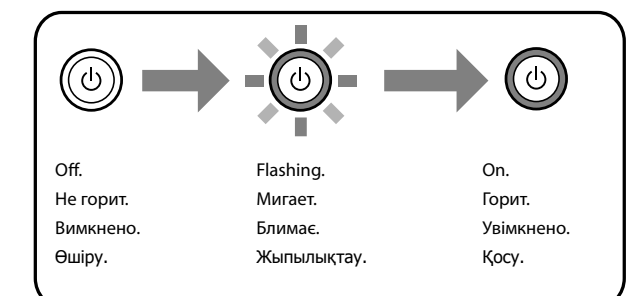 Off.
Не горит.
Вимкнено.
Өшіру.
Flashing.
Мигает.
Блимає.
Жыпылықтау.
On.
Горит.
Увімкнено.
Қосу.